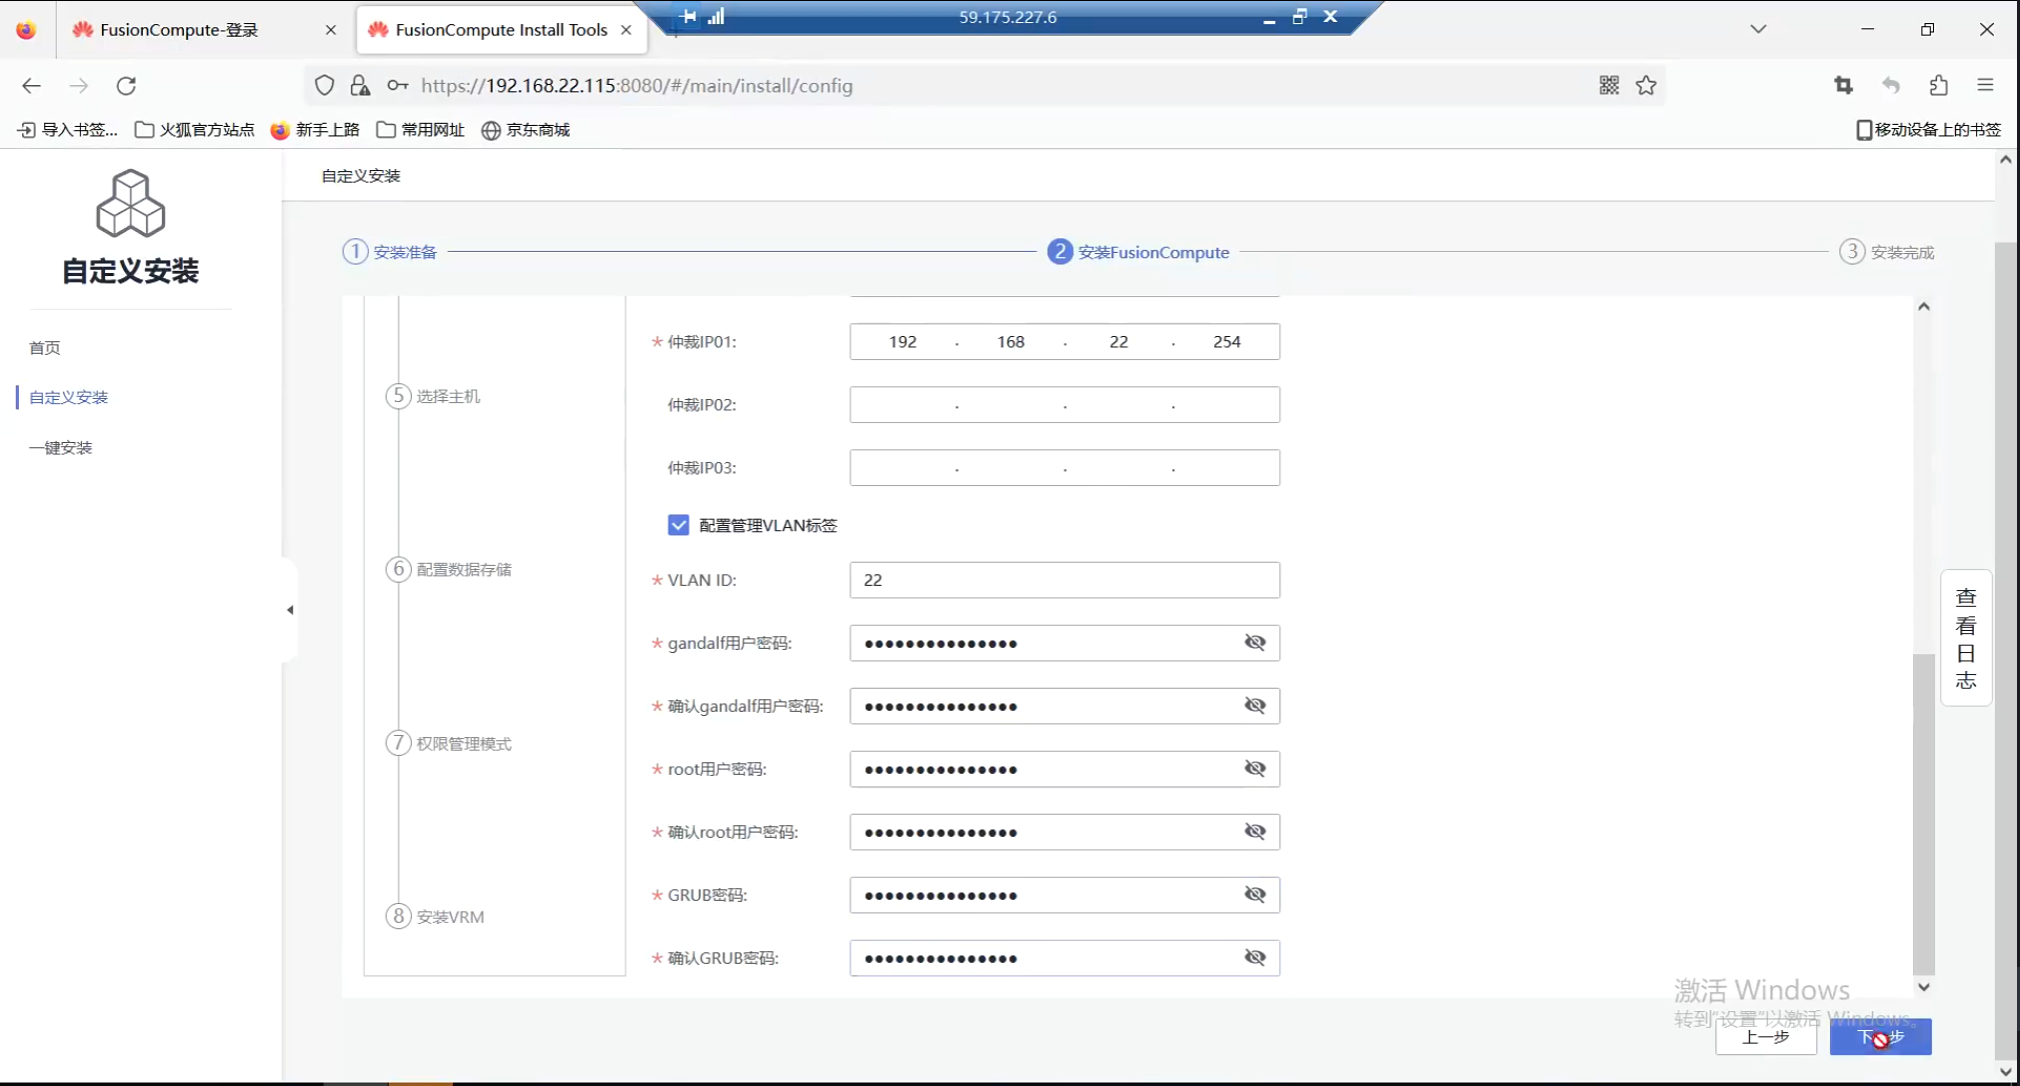 FusionCompute-登录
FusionCompute Install Tools
59.175.227.6
https://192.168.22.115:8080/#/main/install/config
导入书签...
火狐官方站点
新手上路
常用网址
京东商城
移动设备上的书签
自定义安装
首页
自定义安装
一键安装
自定义安装
1 安装准备
2 安装FusionCompute
3 安装完成
5 选择主机
6 配置数据存储
7 权限管理模式
8 安装VRM
* 仲裁IP01: 192 . 168 . 22 . 254
仲裁IP02: . . .
仲裁IP03: . . .
配置管理VLAN标签
* VLAN ID: 22
* gandalf用户密码: •••••••••••••••
* 确认gandalf用户密码: •••••••••••••••
* root用户密码: •••••••••••••••
* 确认root用户密码: •••••••••••••••
* GRUB密码: •••••••••••••••
* 确认GRUB密码: •••••••••••••••
查看日志
激活 Windows
转到"设置"以激活 Windows。
上一步
下一步